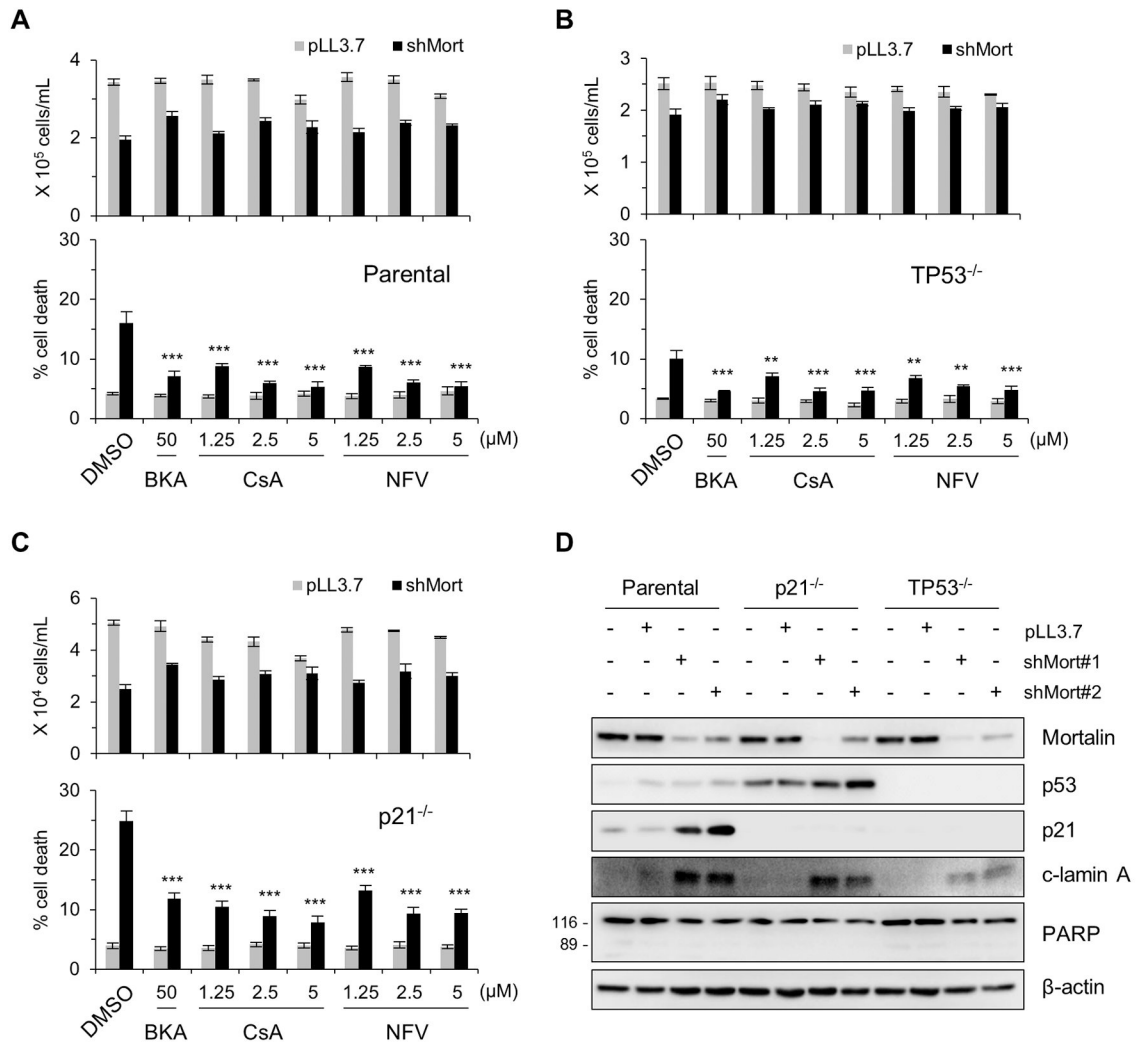 A
pLL3.7 shMort
X 10⁵ cells/mL
4
2
0
% cell death
30
20
10
0
Parental
*** *** *** *** *** *** ***
DMSO 50 1.25 2.5 5 1.25 2.5 5 (µM)
BKA CsA NFV
B
pLL3.7 shMort
X 10⁵ cells/mL
3
2
1
0
% cell death
30
20
10
0
TP53⁻/⁻
*** ** *** *** ** ** ***
DMSO 50 1.25 2.5 5 1.25 2.5 5 (µM)
BKA CsA NFV
C
pLL3.7 shMort
X 10⁴ cells/mL
6
4
2
0
% cell death
30
20
10
0
p21⁻/⁻
*** *** *** *** *** *** ***
DMSO 50 1.25 2.5 5 1.25 2.5 5 (µM)
BKA CsA NFV
D
Parental p21⁻/⁻ TP53⁻/⁻
- + - - - + - - - + - - pLL3.7
- - + - - - + - - - + - shMort#1
- - - + - - - + - - - + shMort#2
Mortalin
p53
p21
c-lamin A
116 -
89 -
PARP
β-actin